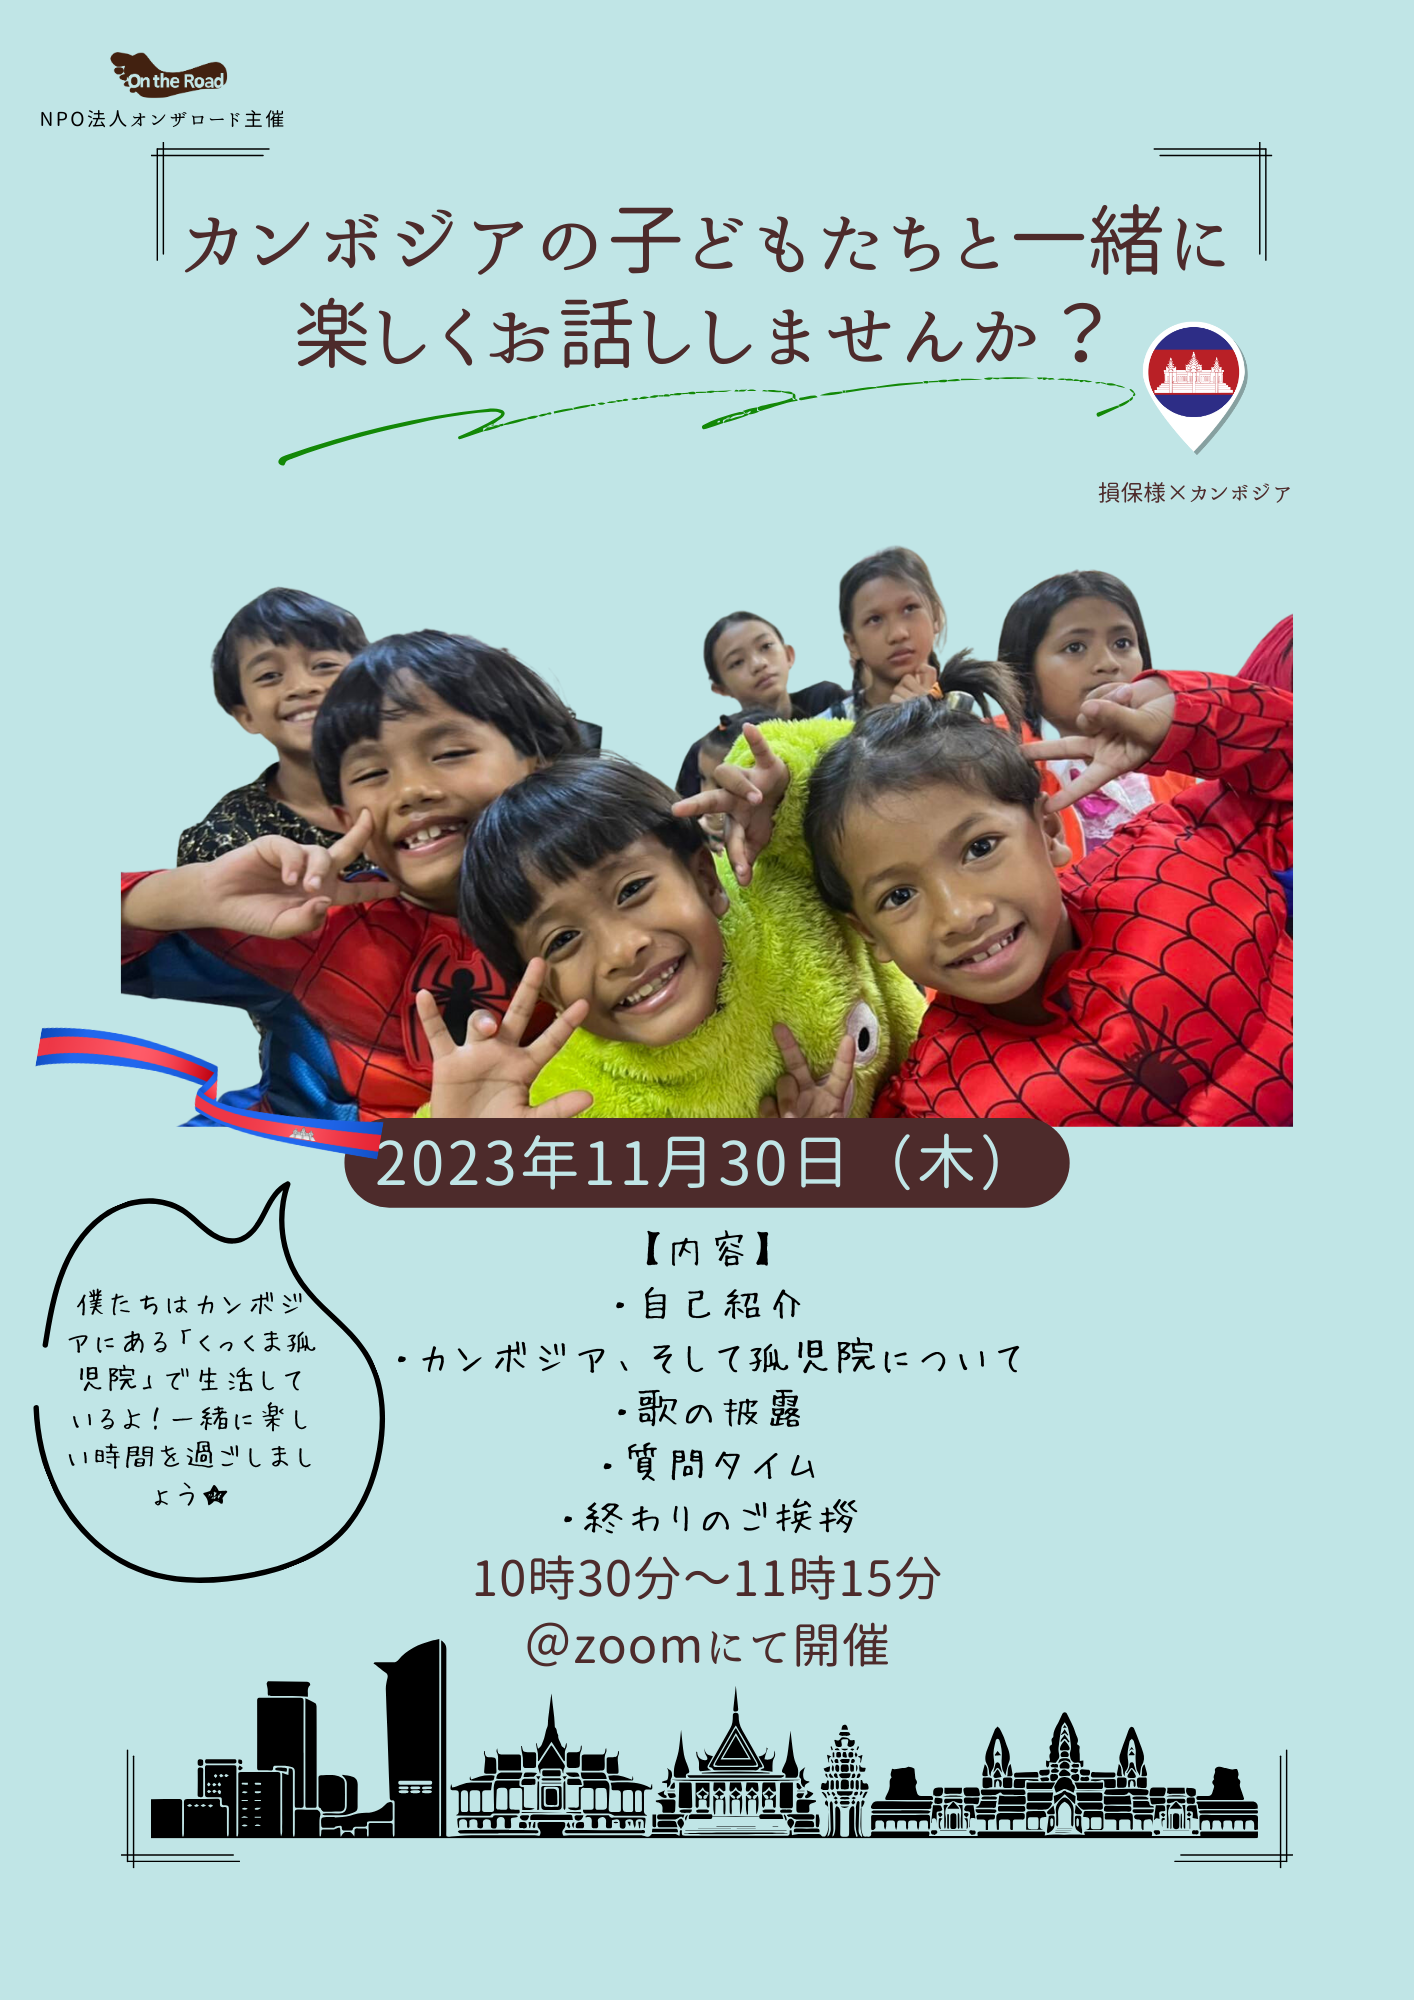 On the Road
NPO法人オンザロード主催
カンボジアの子どもたちと一緒に
楽しくお話ししませんか？
損保様×カンボジア
2023年11月30日（木）
【内容】
・自己紹介
・カンボジア、そして孤児院について
・歌の披露
・質問タイム
・終わりのご挨拶
10時30分～11時15分
@zoomにて開催
僕たちはカンボジ
アにある「くっくま孤
児院」で生活して
いるよ！一緒に楽し
い時間を過ごしまし
ょう★